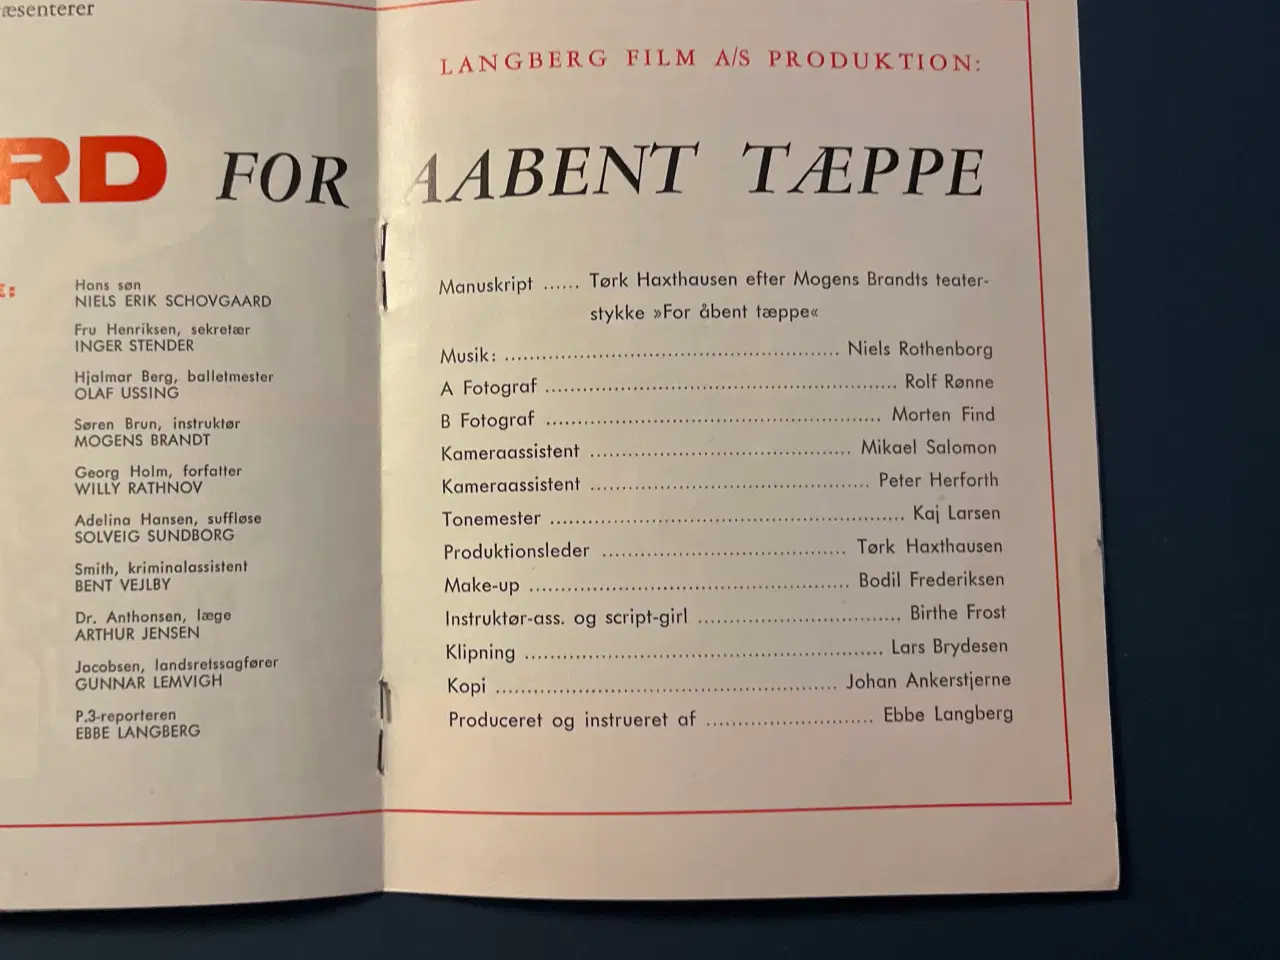 æsenterer
RD FOR AABENT TÆPPE
E:
Hans søn
NIELS ERIK SCHOVGAARD
Fru Henriksen, sekretær
INGER STENDER
Hjalmar Berg, balletmester
OLAF USSING
Søren Brun, instruktør
MOGENS BRANDT
Georg Holm, forfatter
WILLY RATHNOV
Adelina Hansen, suffløse
SOLVEIG SUNDBORG
Smith, kriminalassistent
BENT VEJLBY
Dr. Anthonsen, læge
ARTHUR JENSEN
Jacobsen, landsretssagfører
GUNNAR LEMVIGH
P.3-reporteren
EBBE LANGBERG
LANGBERG FILM A/S PRODUKTION:
Manuskript ...... Tørk Haxthausen efter Mogens Brandts teater-
stykke »For åbent tæppe«
Musik: .................................................... Niels Rothenborg
A Fotograf ...................................................... Rolf Rønne
B Fotograf .................................................... Morten Find
Kameraassistent ........................................ Mikael Salomon
Kameraassistent ........................................... Peter Herforth
Tonemester ....................................................... Kaj Larsen
Produktionsleder ...................................... Tørk Haxthausen
Make-up .................................................. Bodil Frederiksen
Instruktør-ass. og script-girl ................................ Birthe Frost
Klipning ........................................................ Lars Brydesen
Kopi ..................................................... Johan Ankerstjerne
Produceret og instrueret af .......................... Ebbe Langberg